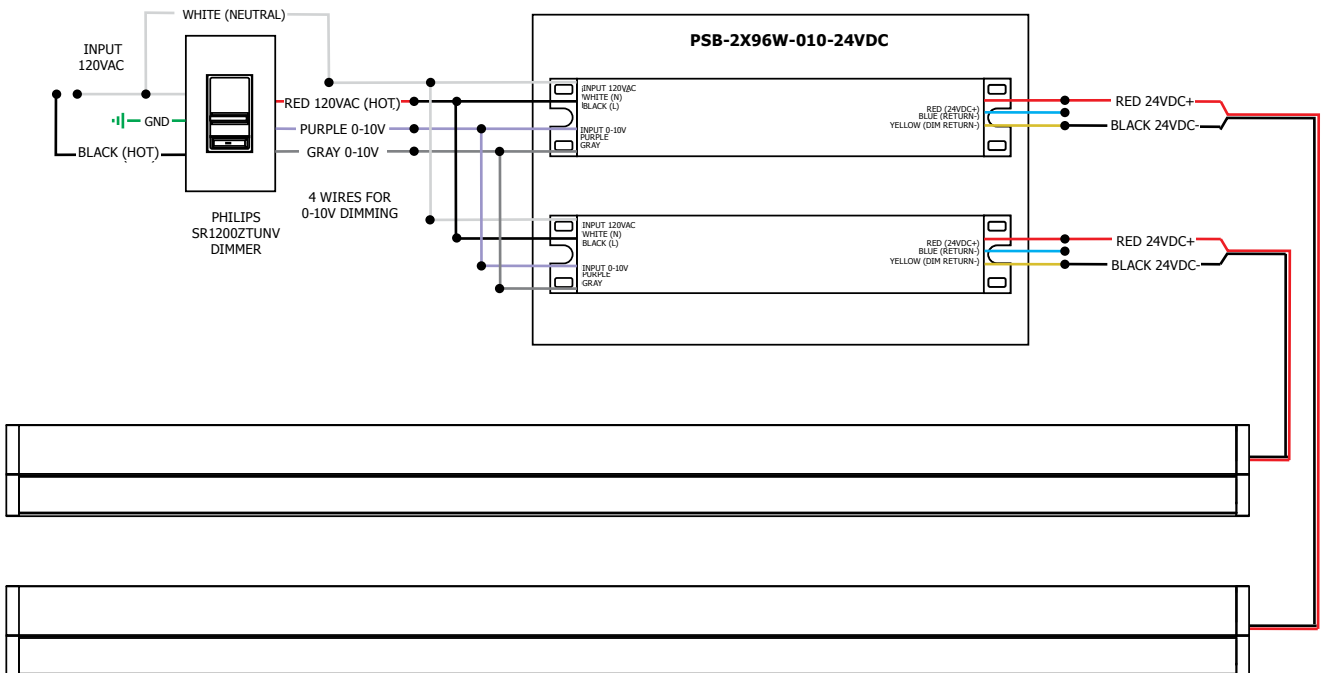 WHITE (NEUTRAL)
INPUT
120VAC
GND
BLACK (HOT)
PHILIPS
SR1200ZTUNV
DIMMER
RED 120VAC (HOT)
PURPLE 0-10V
GRAY 0-10V
4 WIRES FOR
0-10V DIMMING
PSB-2X96W-010-24VDC
INPUT 120VAC
WHITE (N)
BLACK (L)
INPUT 0-10V
PURPLE
GRAY
RED (24VDC+)
BLUE (RETURN-)
YELLOW (DIM RETURN-)
RED 24VDC+
BLACK 24VDC-
INPUT 120VAC
WHITE (N)
BLACK (L)
INPUT 0-10V
PURPLE
GRAY
RED (24VDC+)
BLUE (RETURN-)
YELLOW (DIM RETURN-)
RED 24VDC+
BLACK 24VDC-